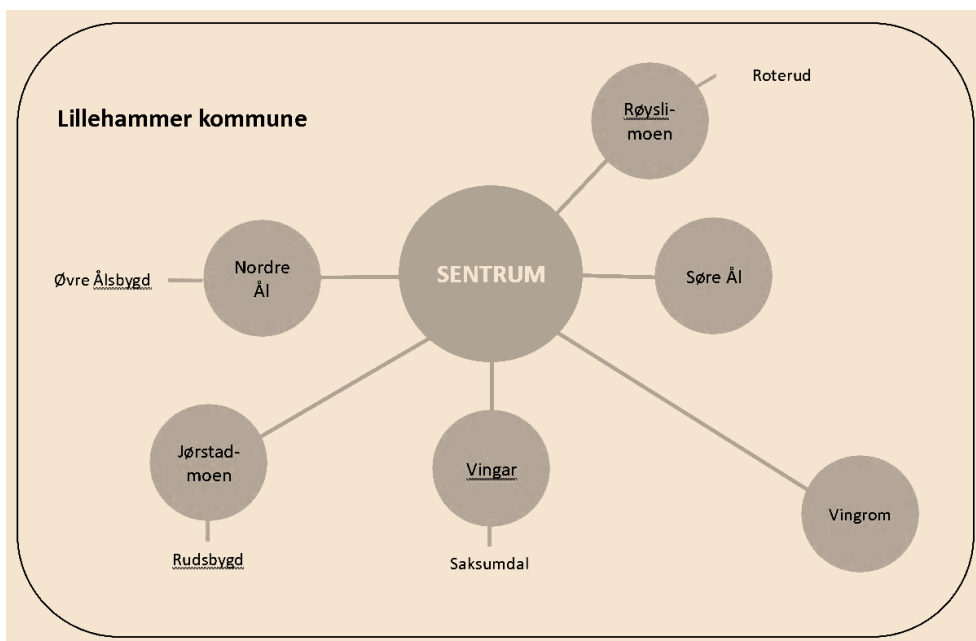 Lillehammer kommune
Roterud
Røysli-
moen
Øvre Ålsbygd
Nordre
Ål
SENTRUM
Søre Ål
Jørstad-
moen
Vingar
Vingrom
Rudsbygd
Saksumdal